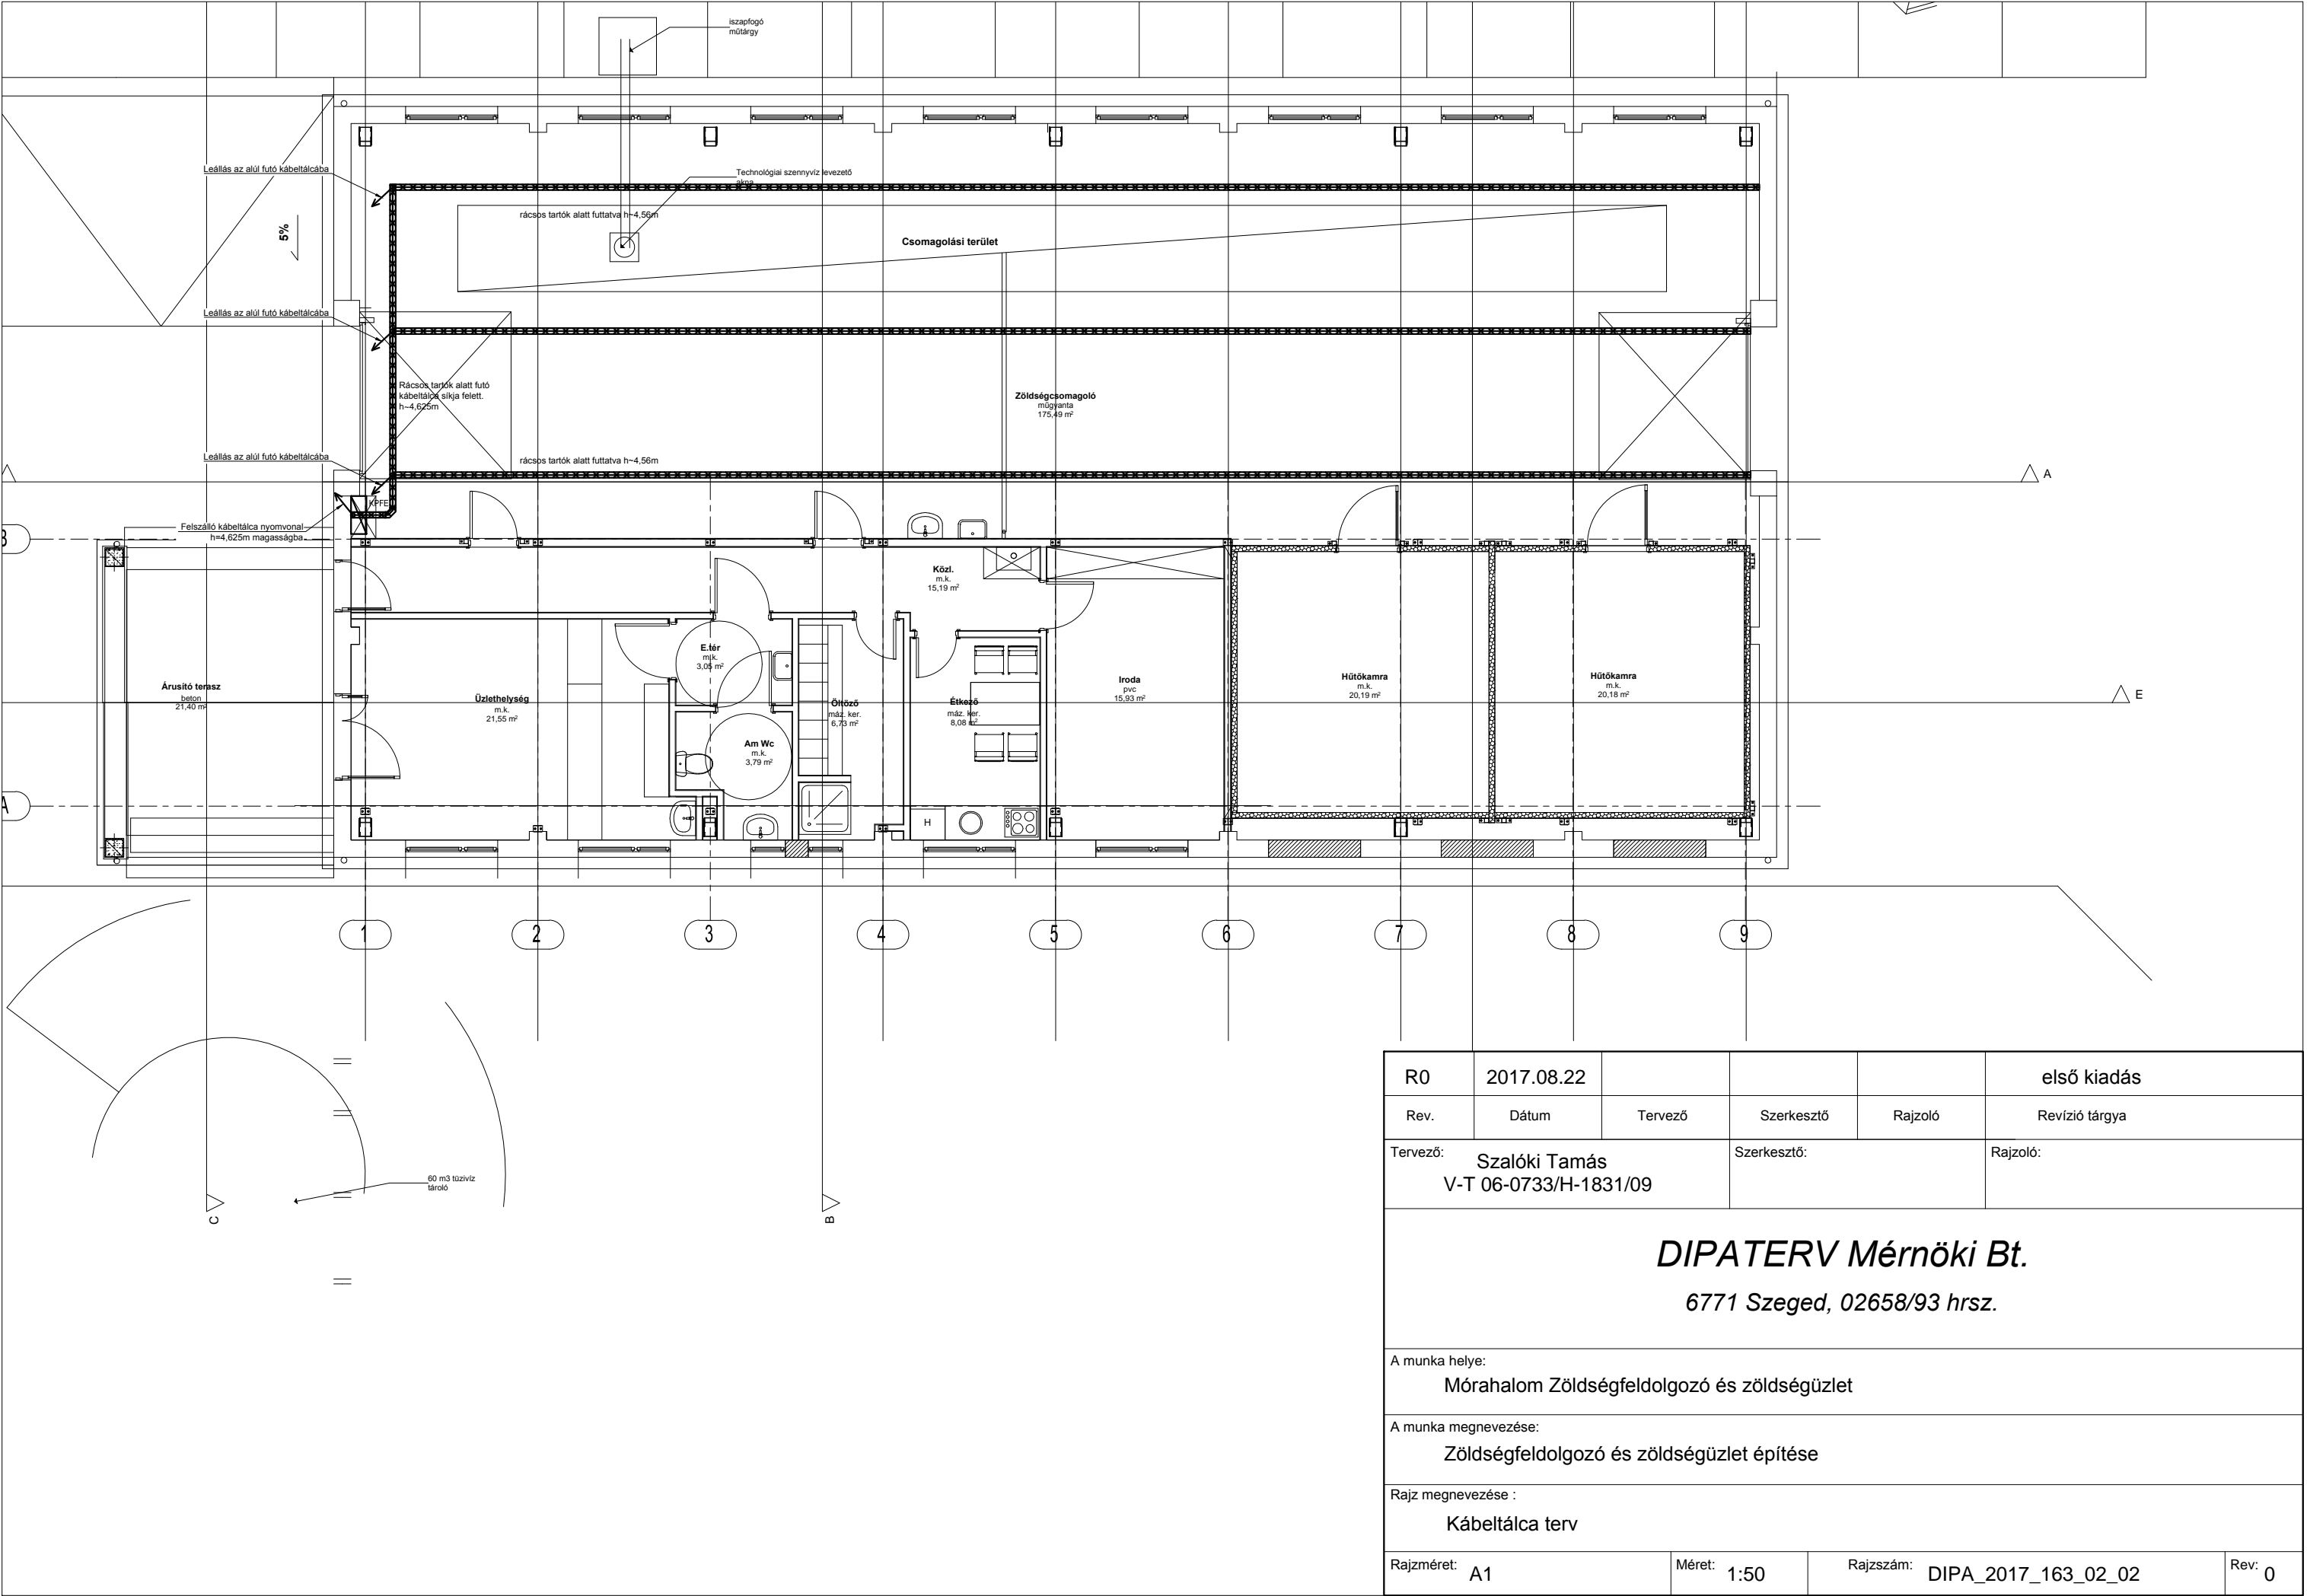 iszapfogó
műtárgy
Leállás az alúl futó kábeltálcába
Technológiai szennyvíz levezető
akna
rácsos tartók alatt futtatva h~4,56m
5%
Csomagolási terület
Leállás az alúl futó kábeltálcába
Rácsos tartók alatt futó
kábeltálca síkja felett.
h~4,625m
Zöldségcsomagoló
műgyanta
175,49 m²
Leállás az alúl futó kábeltálcába
rácsos tartók alatt futtatva h~4,56m
A
KPFE
Felszálló kábeltálca nyomvonal
h=4,625m magasságba
B
Közl.
m.k.
15,19 m²
E.tér
m.k.
3,05 m²
Árusító terasz
beton
21,40 m²
Üzlethelység
m.k.
21,55 m²
Öltöző
máz. ker.
6,73 m²
Étkező
máz. ker.
8,08 m²
Iroda
pvc
15,93 m²
Hűtőkamra
m.k.
20,19 m²
Hűtőkamra
m.k.
20,18 m²
E
Am Wc
m.k.
3,79 m²
A
H
1 2 3 4 5 6 7 8 9
60 m3 tüzivíz
tároló
C
B
R0 2017.08.22 első kiadás
Rev. Dátum Tervező Szerkesztő Rajzoló Revízió tárgya
Tervező: Szerkesztő: Rajzoló:
Szalóki Tamás
V-T 06-0733/H-1831/09
DIPATERV Mérnöki Bt.
6771 Szeged, 02658/93 hrsz.
A munka helye:
Mórahalom Zöldségfeldolgozó és zöldségüzlet
A munka megnevezése:
Zöldségfeldolgozó és zöldségüzlet építése
Rajz megnevezése :
Kábeltálca terv
Rajzméret: A1 Méret: 1:50 Rajzszám: DIPA_2017_163_02_02 Rev: 0